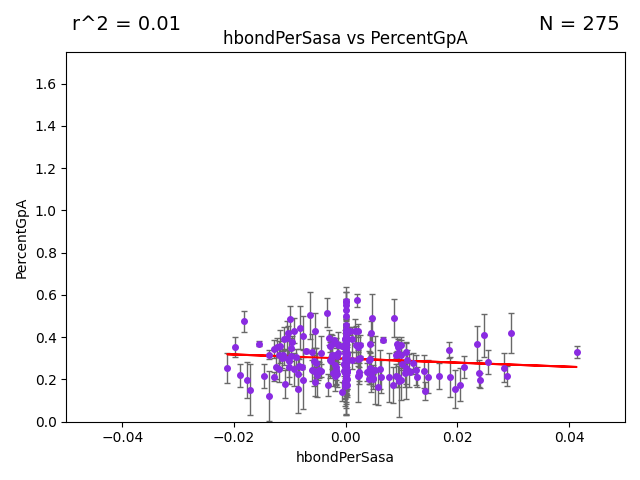 r^2 = 0.01
N = 275
hbondPerSasa vs PercentGpA
PercentGpA
1.6
1.4
1.2
1.0
0.8
0.6
0.4
0.2
0.0
−0.04 −0.02 0.00 0.02 0.04
hbondPerSasa